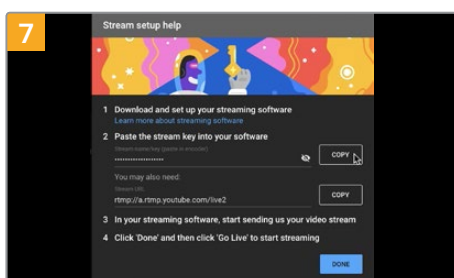 7
Stream setup help
1 Download and set up your streaming software
Learn more about streaming software
2 Paste the stream key into your software
Stream name/key (paste in encoder)
••••••••••••••••••••
COPY
You may also need:
Stream URL
rtmp://a.rtmp.youtube.com/live2
COPY
3 In your streaming software, start sending us your video stream
4 Click 'Done' and then click 'Go Live' to start streaming
DONE